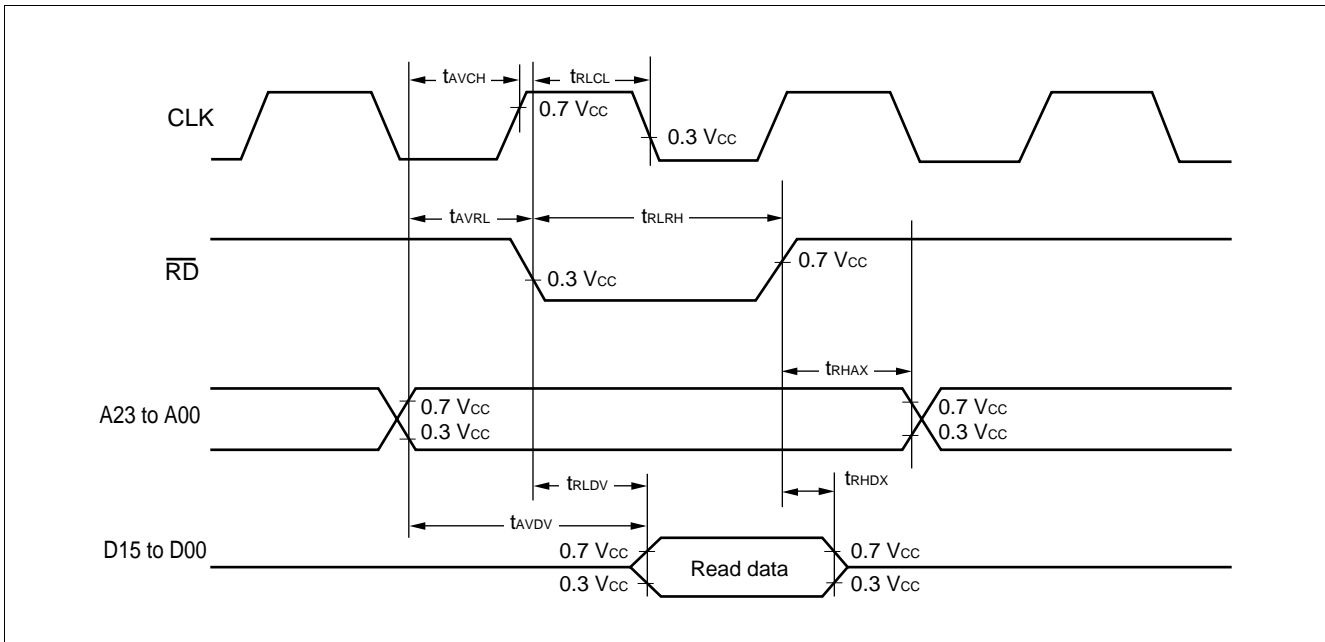 tAVCH
tRLCL
CLK
0.7 VCC
0.3 VCC
tAVRL
tRLRH
RD
0.3 VCC
0.7 VCC
tRHAX
A23 to A00
0.7 VCC
0.3 VCC
0.7 VCC
0.3 VCC
tRLDV
tRHDX
tAVDV
D15 to D00
0.7 VCC
0.3 VCC
Read data
0.7 VCC
0.3 VCC